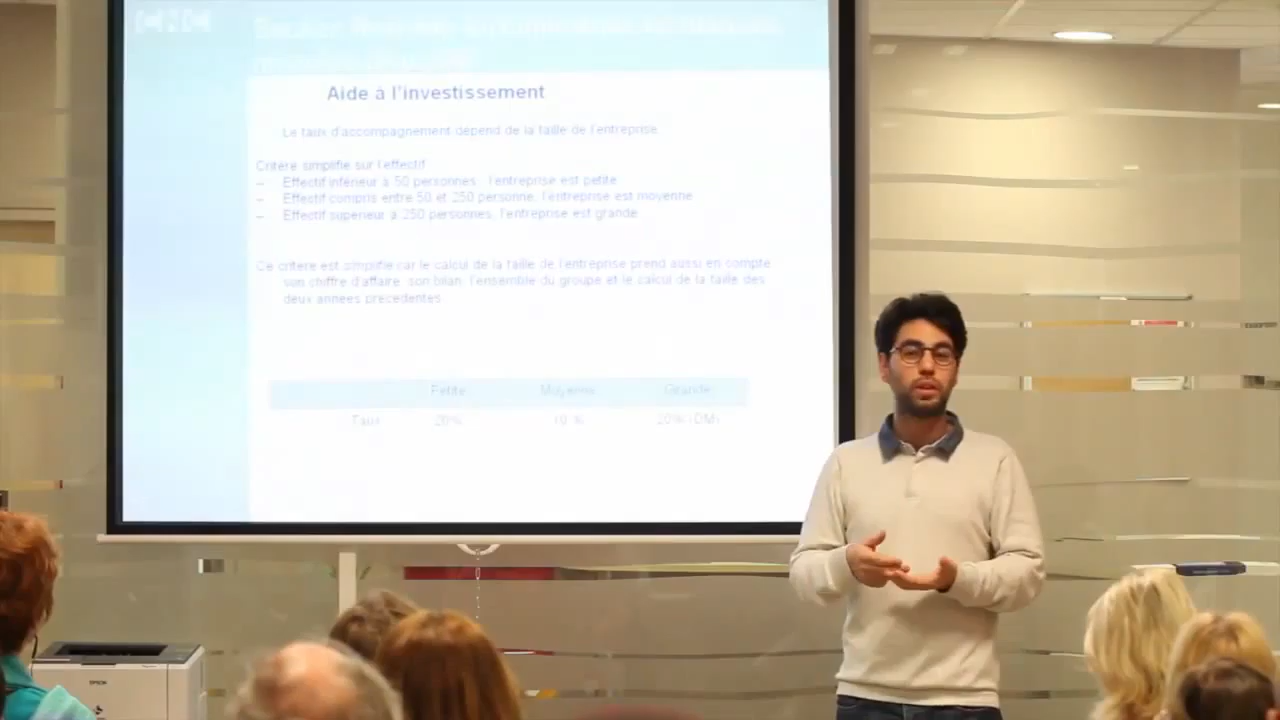 Aide à l'investissement
Le taux d'accompagnement dépend de la taille de l'entreprise
Critère simplifié sur l'effectif
– Effectif inférieur à 50 personnes : l'entreprise est petite
– Effectif compris entre 50 et 250 personne, l'entreprise est moyenne
– Effectif supérieur à 250 personnes, l'entreprise est grande
Ce critère est simplifié car le calcul de la taille de l'entreprise prend aussi en compte
son chiffre d'affaire, son bilan, l'ensemble du groupe et le calcul de la taille des
deux années précédentes
Petite Moyenne Grande
Taux 20% 10 % 20% (DM)
EPSON